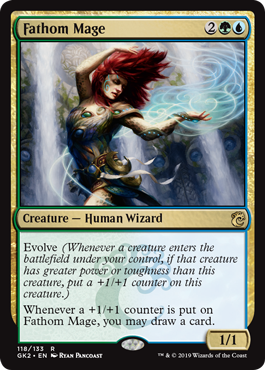 Fathom Mage 2
Creature — Human Wizard
Evolve (Whenever a creature enters the
battlefield under your control, if that creature
has greater power or toughness than this
creature, put a +1/+1 counter on this
creature.)
Whenever a +1/+1 counter is put on
Fathom Mage, you may draw a card.
1/1
118/133 R
GK2 • EN Ryan Pancoast
™ & © 2019 Wizards of the Coast